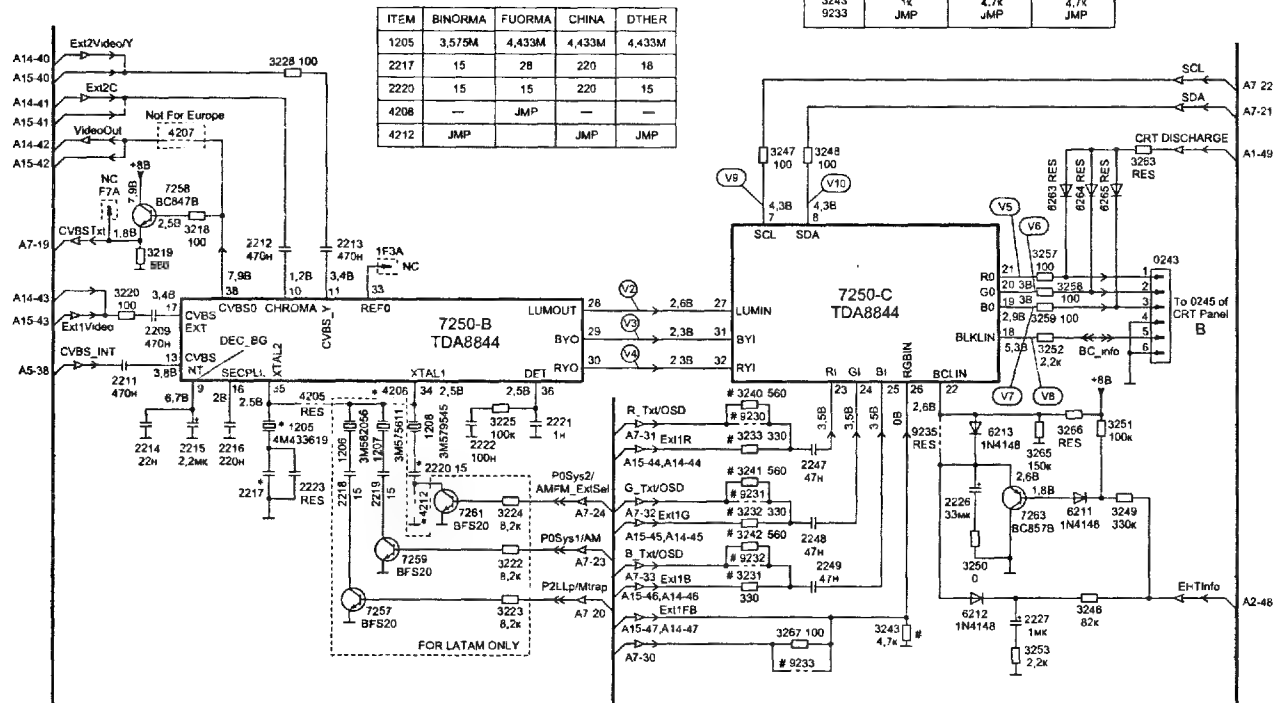 ITEM BINORMA FUORMA CHINA DTHER
1205 3,575M 4,433M 4,433M 4,433M
2217 15 28 220 18
2220 15 15 220 15
4208 — JMP — —
4212 JMP JMP JMP
3243 1k 4,7k 4,7k
9233 JMP JMP JMP
Ext2Video/Y
A14-40
A15-40
Ext2C
A14-41
A15-41
VideoOut
A14-42
A15-42
Not For Europe
4207
3228 100
+8B
7,9B
NC
F7A
7258
BC847B
2,5B
1,8B
3218
100
CVBSTxt
A7-19
3219
560
2212
470н
2213
470н
1F3A
NC
7,9B
38
1,2B
10
3,4B
11
33
A14-43
A15-43
3220
100
3,4B
17
Ext1Video
2209
470н
CVBS_INT
A5-38
13
3,8B
2211
470н
CVBS0
CHROMA
CVBS_Y
REF0
CVBS
EXT
DEC_BG
CVBS
NT
SECPLL
XTAL2
XTAL1
DET
7250-B
TDA8844
LUMOUT
BYO
RYO
28
29
30
V2
V3
V4
2,6B
2,3B
2 3B
27
31
32
9
6,7B
16
2B
35
2,5B
4205
RES
* 4206
34
2,5B
2,5B
36
2214
22н
2215
2,2мк
2216
220н
* 1205
4M433619
2217
2223
RES
1206
3M582056
1207
3M575611
1208
3M579545
2218
15
2219
15
2220 15
* 4212
2222
100н
3225
100к
2221
1н
7261
BFS20
3224
8,2к
P0Sys2/
AMFM_ExtSel
A7-24
7259
BFS20
3222
8,2к
P0Sys1/AM
A7-23
7257
BFS20
3223
8,2к
P2LLp/Mtrap
A7 20
FOR LATAM ONLY
SCL
A7 22
SDA
A7-21
CRT DISCHARGE
A1-49
3247
100
3248
100
V9
V10
4,3B
7
4,3B
8
3263
RES
6263 RES
6264 RES
6265 RES
SCL
SDA
7250-C
TDA8844
LUMIN
BYI
RYI
RI
GI
BI
RGBIN
BCLIN
R0
G0
B0
BLKLIN
21
20
19
18
3B
3B
2,9B
5,3B
V5
V6
V7
V8
3257
100
3258 100
3259 100
3252
2,2к
BC_info
0243
1
2
3
4
5
6
To 0245 of
CRT Panel
B
23
24
25
26
22
3,5B
3,5B
3 5B
0B
2,6B
R_Txt/OSD
A7-31
Ext1R
A15-44,A14-44
# 3240 560
# 9230
# 3233 330
2247
47н
G_Txt/OSD
A7-32
Ext1G
A15-45,A14-45
# 3241 560
# 9231
# 3232 330
2248
47н
B_Txt/OSD
A7-33
Ext1B
A15-46,A14-46
# 3242 560
# 9232
# 3231
330
2249
47н
Ext1FB
A15-47,A14-47
A7-30
3267 100
# 9233
3243
4,7к
#
9235
RES
6213
1N4148
3265
150к
3266
RES
+8B
3251
100к
2226
33мк
2,6B
1,8B
7263
BC857B
6211
1N4148
3249
330к
3250
0
6212
1N4148
2227
1мк
3253
2,2к
3246
82к
EHTInfo
A2-48